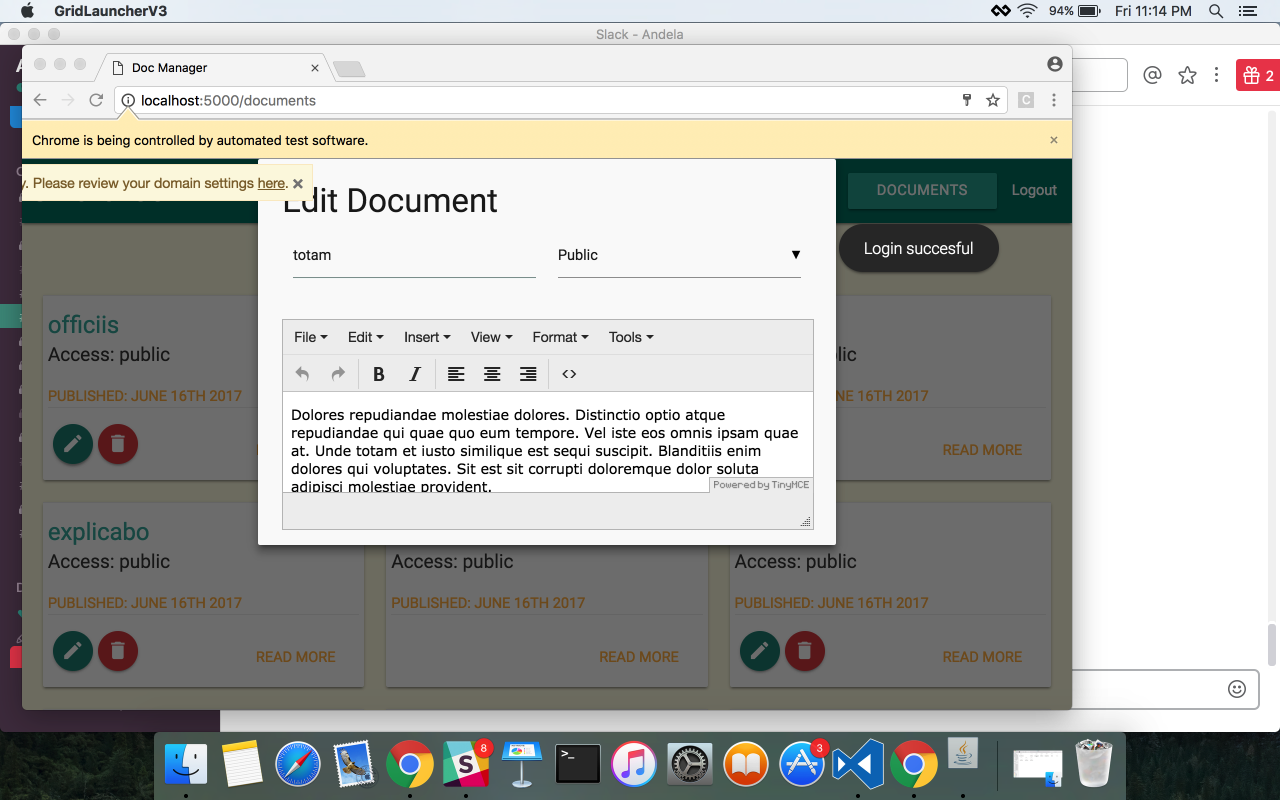 GridLauncherV3
94%
Fri 11:14 PM
Slack - Andela
Doc Manager
localhost:5000/documents
C
2
Chrome is being controlled by automated test software.
Please review your domain settings here.
DOCUMENTS
Logout
Edit Document
Login succesful
totam
Public
File
Edit
Insert
View
Format
Tools
B
I
Dolores repudiandae molestiae dolores. Distinctio optio atque
repudiandae qui quae quo eum tempore. Vel iste eos omnis ipsam quae
at. Unde totam et iusto similique est sequi suscipit. Blanditiis enim
dolores qui voluptates. Sit est sit corrupti doloremque dolor soluta
adipisci molestiae provident.
Powered by TinyMCE
officiis
Access: public
PUBLISHED: JUNE 16TH 2017
READ MORE
explicabo
Access: public
PUBLISHED: JUNE 16TH 2017
READ MORE
Access: public
PUBLISHED: JUNE 16TH 2017
READ MORE
Access: public
PUBLISHED: JUNE 16TH 2017
READ MORE
8
3